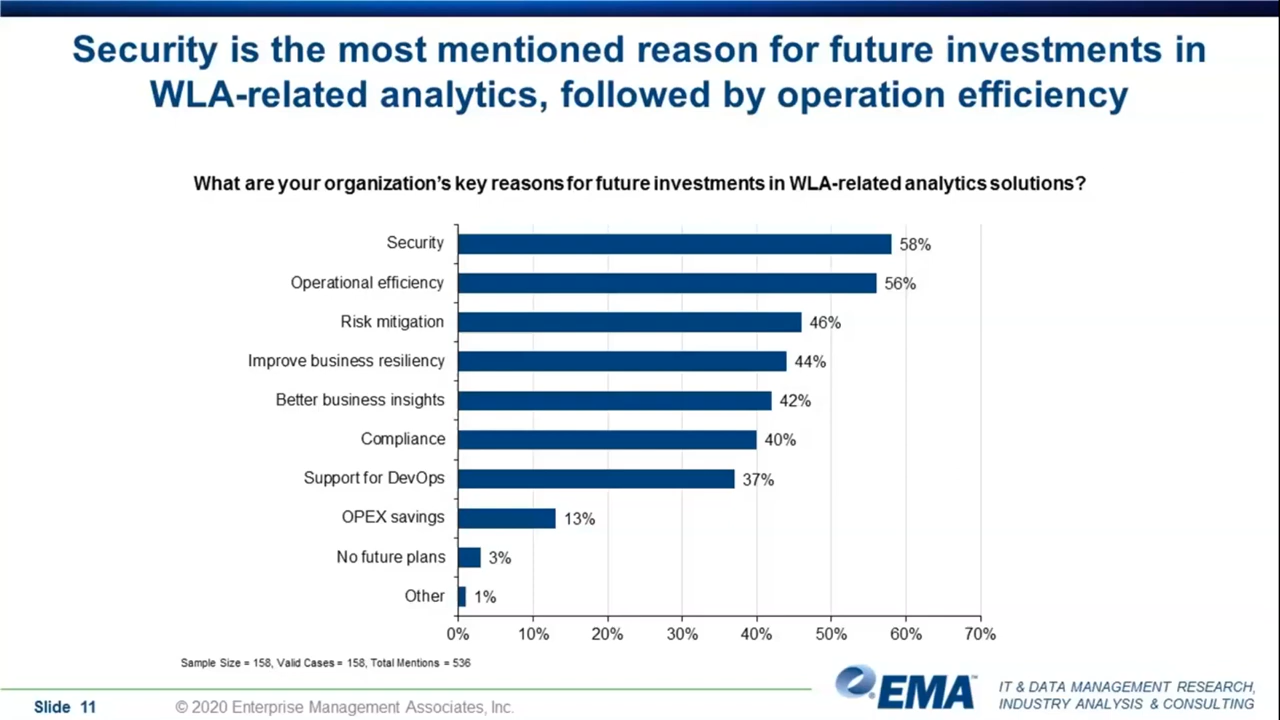 Security is the most mentioned reason for future investments in
WLA-related analytics, followed by operation efficiency
What are your organization's key reasons for future investments in WLA-related analytics solutions?
Security 58%
Operational efficiency 56%
Risk mitigation 46%
Improve business resiliency 44%
Better business insights 42%
Compliance 40%
Support for DevOps 37%
OPEX savings 13%
No future plans 3%
Other 1%
0% 10% 20% 30% 40% 50% 60% 70%
Sample Size = 158, Valid Cases = 158, Total Mentions = 536
Slide 11
© 2020 Enterprise Management Associates, Inc.
EMA™
IT & DATA MANAGEMENT RESEARCH,
INDUSTRY ANALYSIS & CONSULTING